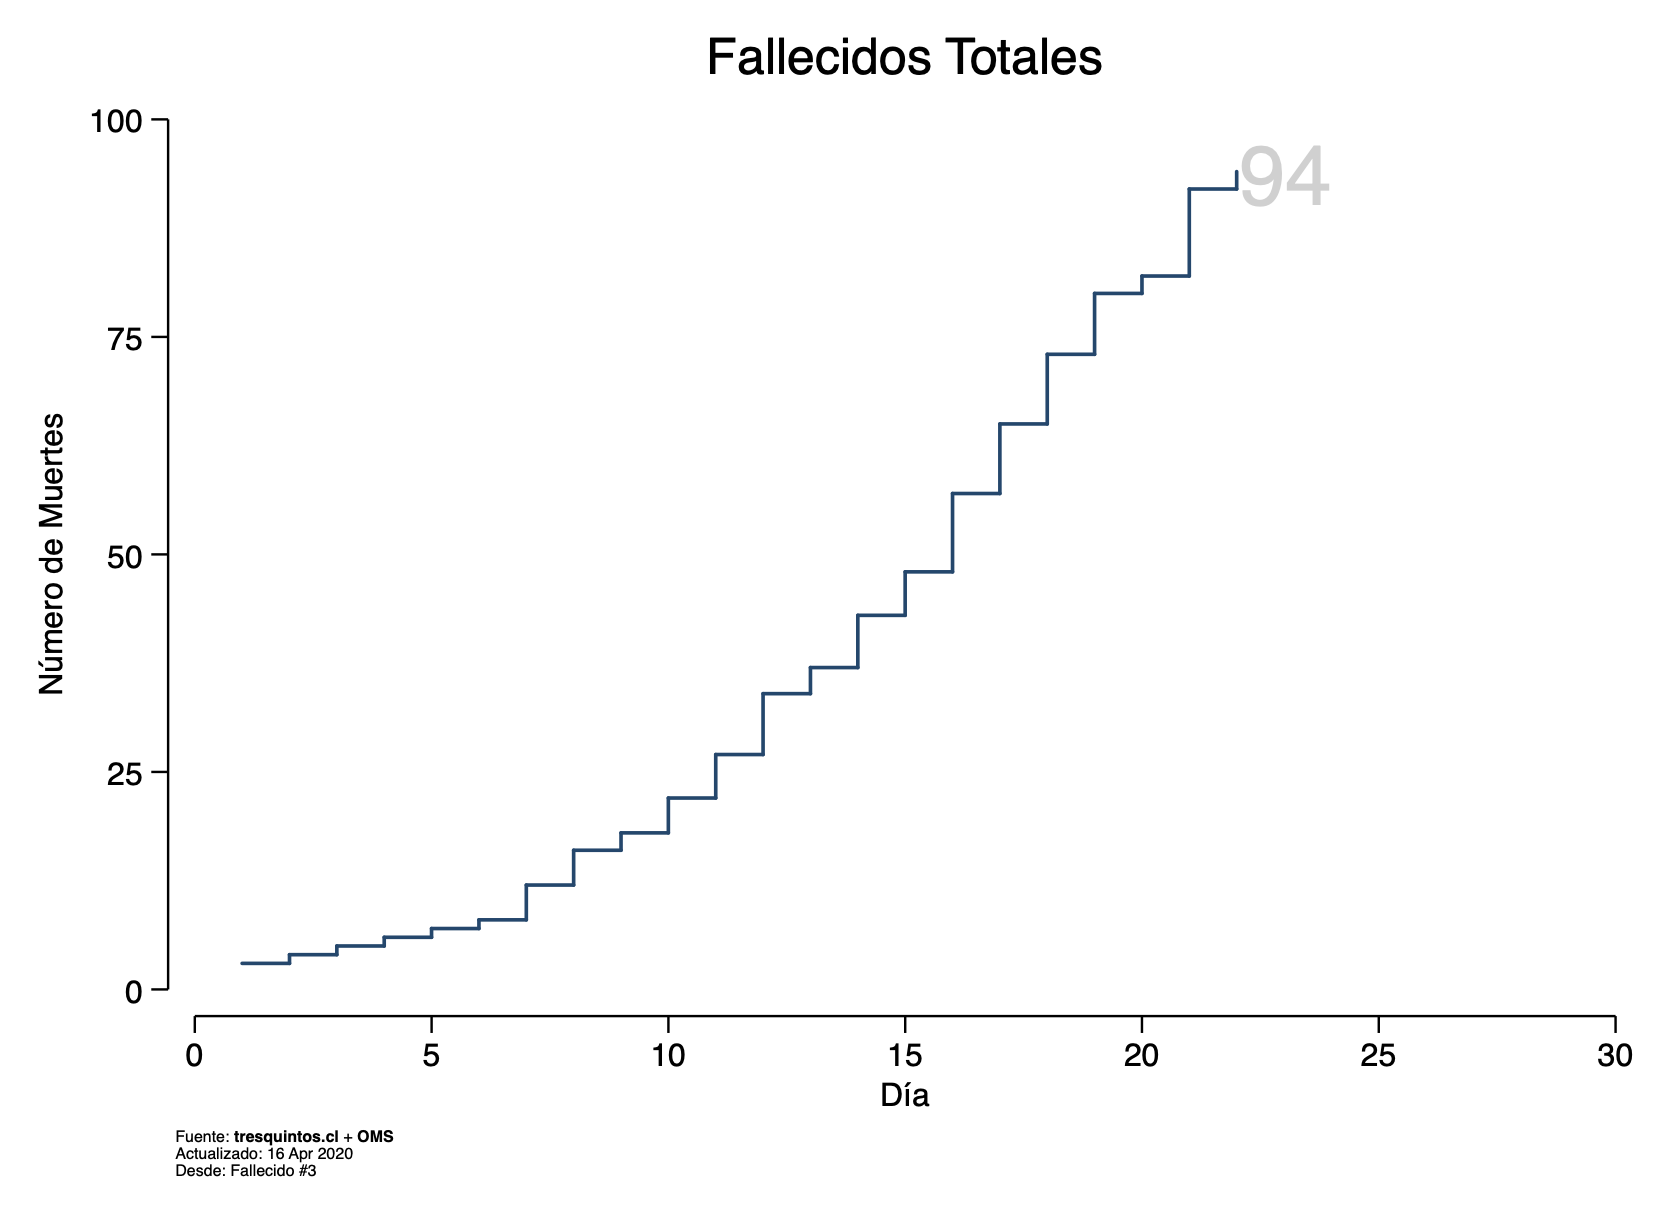 Fallecidos Totales
100
75
50
25
0
Número de Muertes
94
0 5 10 15 20 25 30
Día
Fuente: tresquintos.cl + OMS
Actualizado: 16 Apr 2020
Desde: Fallecido #3